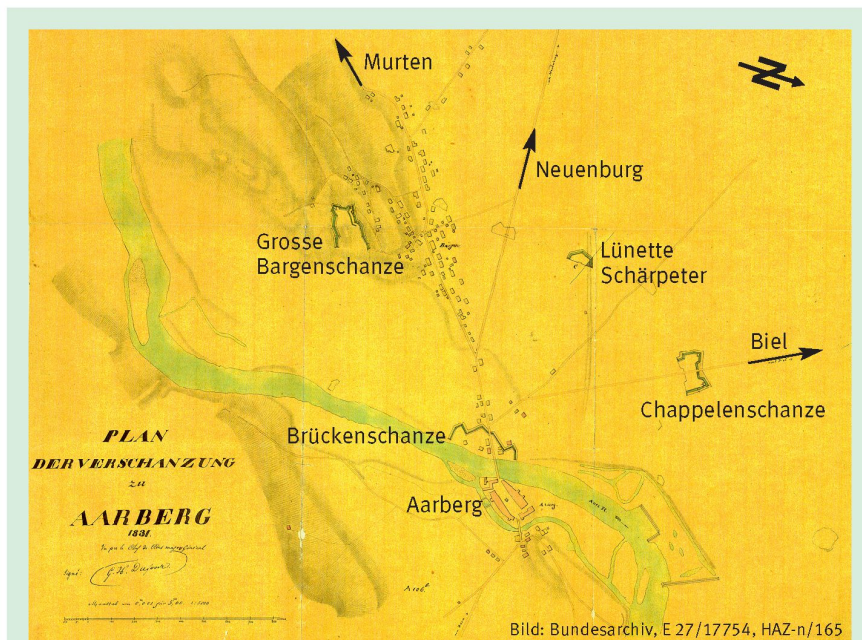 Murten
N
Neuenburg
Grosse
Bargenschanze
Lünette
Schärpeter
Biel
Chappelenschanze
Brückenschanze
Aarberg
PLAN
DER VERSCHANZUNG
zu
AARBERG
1831.
G. H. Dufour
Bild: Bundesarchiv, E 27/17754, HAZ-n/165